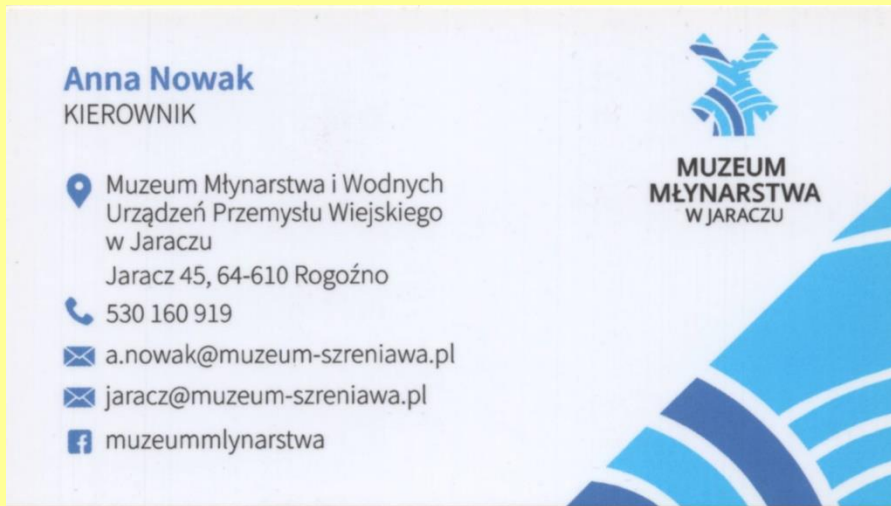 Anna Nowak
KIEROWNIK
Muzeum Młynarstwa i Wodnych
Urządzeń Przemysłu Wiejskiego
w Jaraczu
Jaracz 45, 64-610 Rogoźno
530 160 919
a.nowak@muzeum-szreniawa.pl
jaracz@muzeum-szreniawa.pl
muzeummlynarstwa
MUZEUM
MŁYNARSTWA
W JARACZU